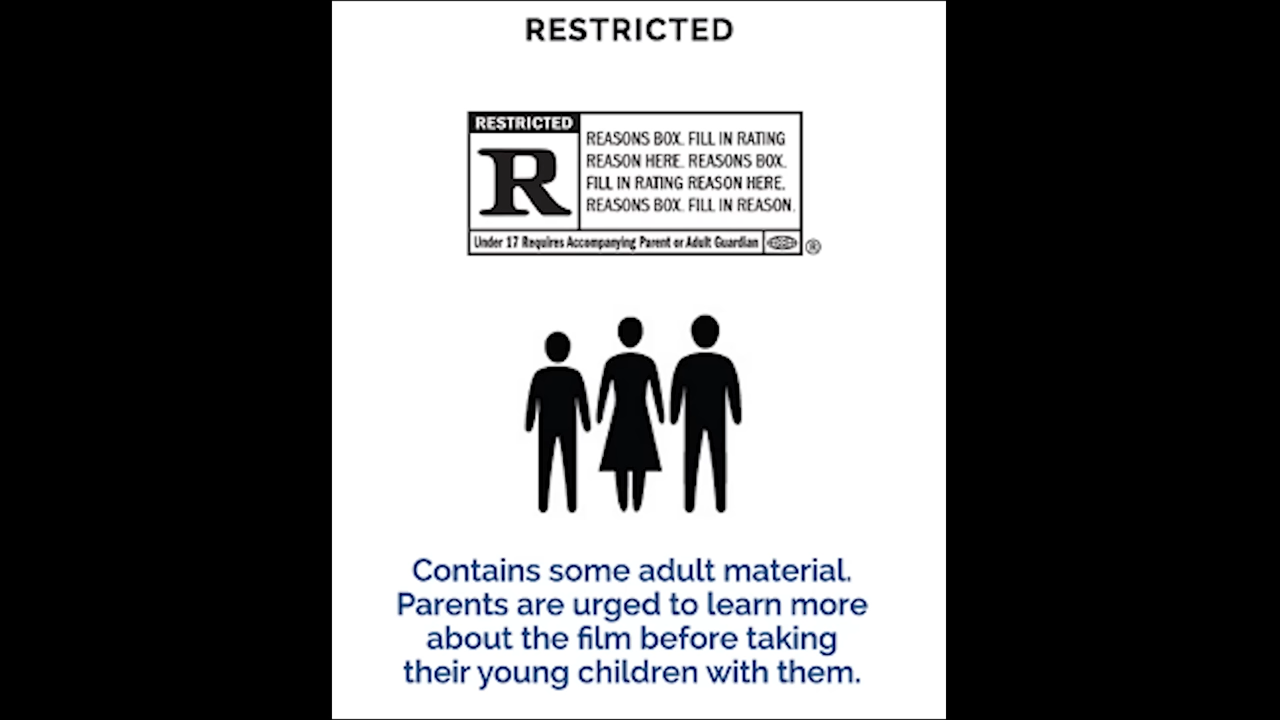 RESTRICTED
RESTRICTED
R
REASONS BOX. FILL IN RATING
REASON HERE. REASONS BOX.
FILL IN RATING REASON HERE.
REASONS BOX. FILL IN REASON.
Under 17 Requires Accompanying Parent or Adult Guardian
®
Contains some adult material.
Parents are urged to learn more
about the film before taking
their young children with them.